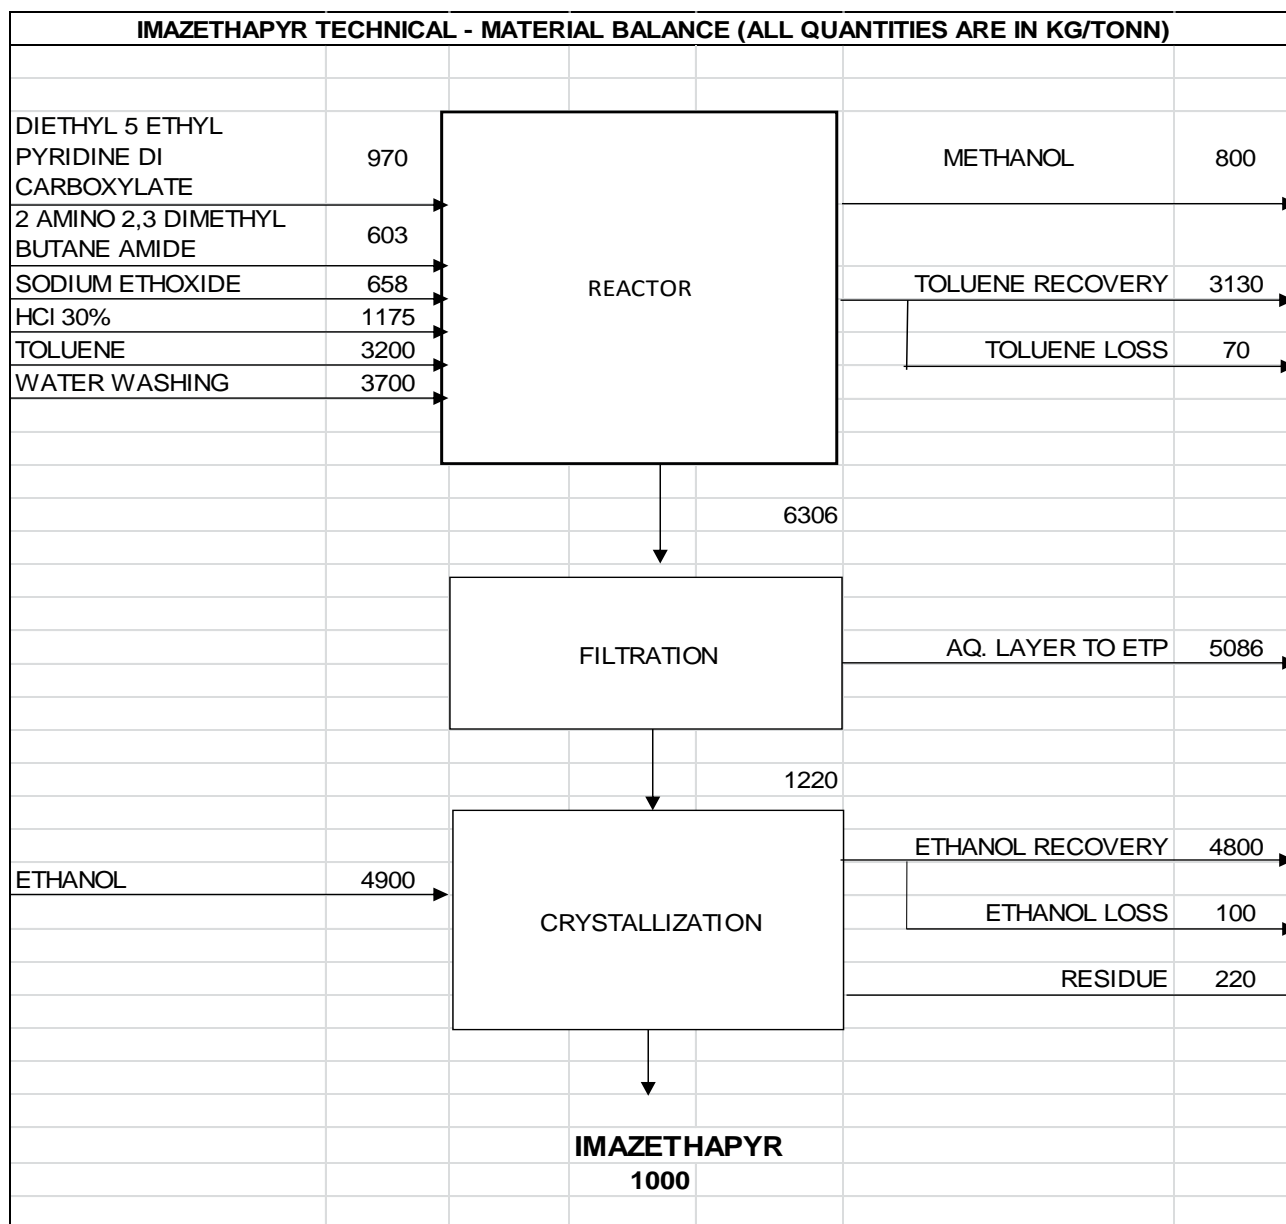 IMAZETHAPYR TECHNICAL - MATERIAL BALANCE (ALL QUANTITIES ARE IN KG/TONN)
DIETHYL 5 ETHYL
PYRIDINE DI
CARBOXYLATE
970
METHANOL
800
2 AMINO 2,3 DIMETHYL
BUTANE AMIDE
603
SODIUM ETHOXIDE
658
REACTOR
TOLUENE RECOVERY
3130
HCl 30%
1175
TOLUENE
3200
TOLUENE LOSS
70
WATER WASHING
3700
6306
FILTRATION
AQ. LAYER TO ETP
5086
1220
ETHANOL RECOVERY
4800
ETHANOL
4900
CRYSTALLIZATION
ETHANOL LOSS
100
RESIDUE
220
IMAZETHAPYR
1000